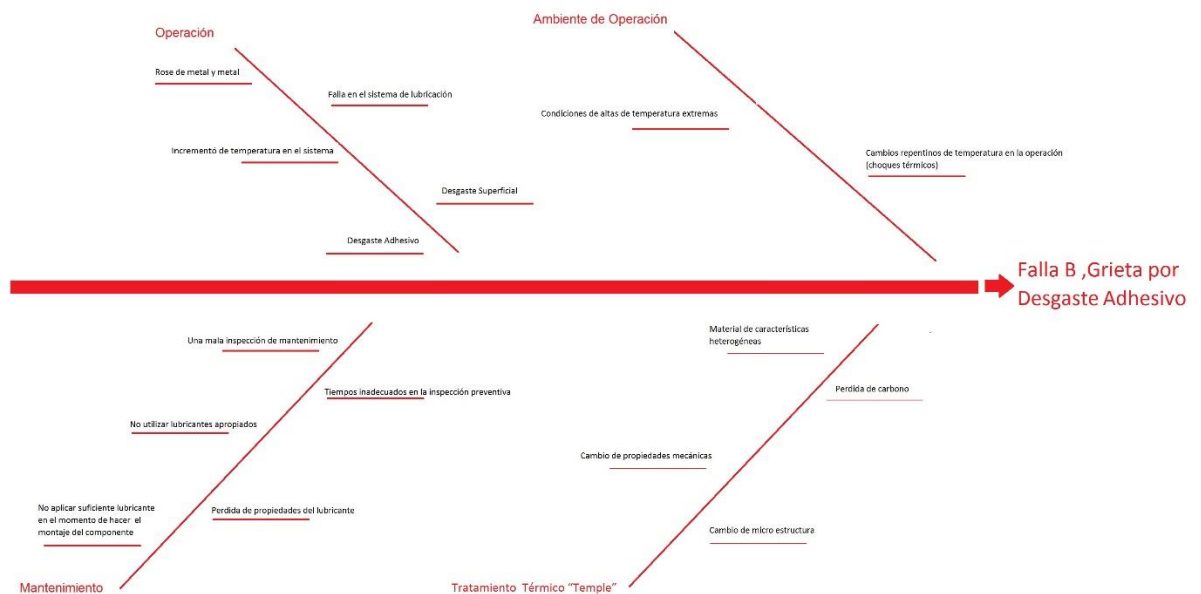 Ambiente de Operación
Operación
Rose de metal y metal
Falla en el sistema de lubricación
Condiciones de altas de temperatura extremas
Incrementó de temperatura en el sistema
Cambios repentinos de temperatura en la operación
(choques térmicos)
Desgaste Superficial
Desgaste Adhesivo
Falla B ,Grieta por
Desgaste Adhesivo
Una mala inspección de mantenimiento
Material de características
heterogéneas
Tiempos inadecuados en la inspección preventiva
Perdida de carbono
No utilizar lubricantes apropiados
Cambio de propiedades mecánicas
No aplicar suficiente lubricante
en el momento de hacer el
montaje del componente
Perdida de propiedades del lubricante
Cambio de micro estructura
Mantenimiento
Tratamiento Térmico “Temple”